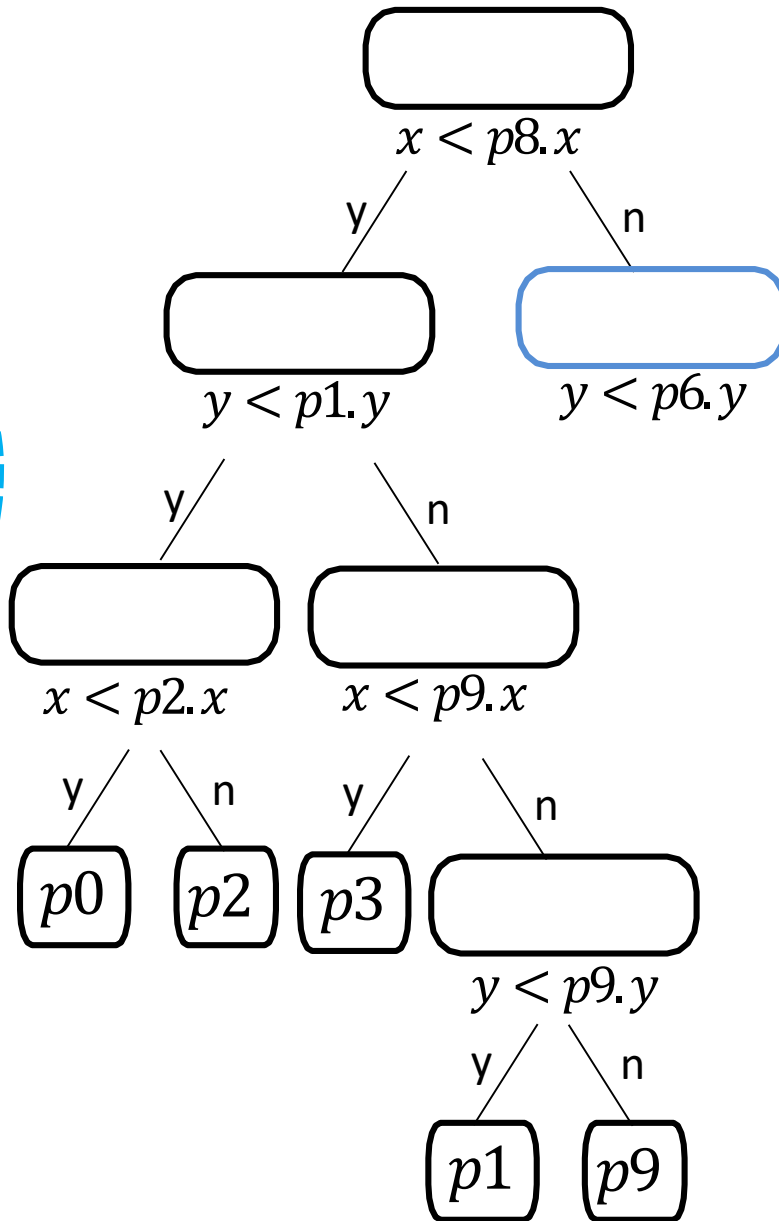 x < p8.x
y n
y < p1.y y < p6.y
y n
x < p2.x x < p9.x
y n y n
p0 p2 p3
y < p9.y
y n
p1 p9